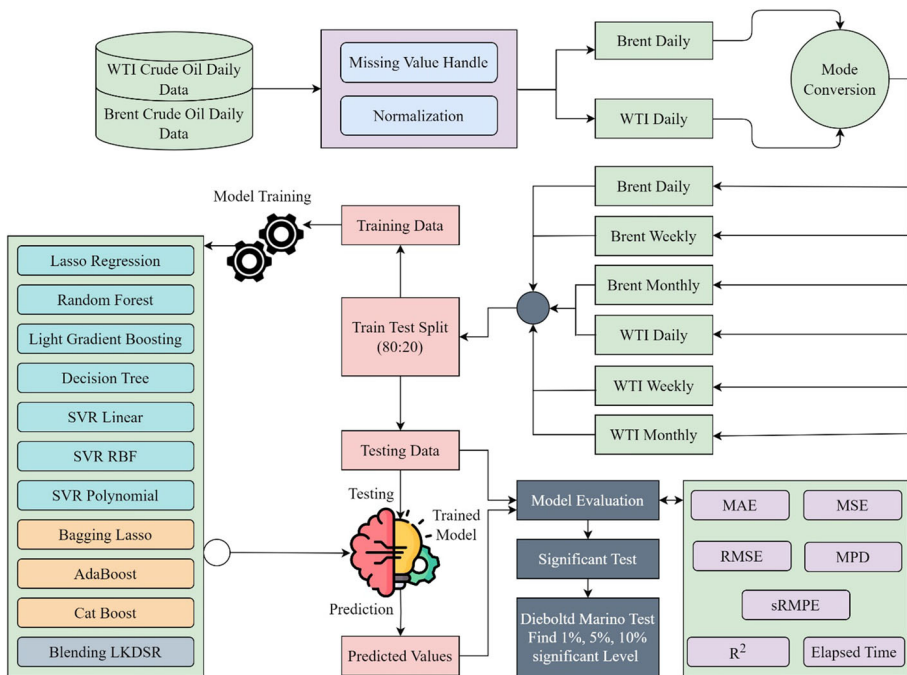 WTI Crude Oil Daily
Data
Brent Crude Oil Daily
Data
Missing Value Handle
Normalization
Brent Daily
WTI Daily
Mode
Conversion
Brent Daily
Brent Weekly
Brent Monthly
WTI Daily
WTI Weekly
WTI Monthly
Model Training
Training Data
Train Test Split
(80:20)
Testing Data
Lasso Regression
Random Forest
Light Gradient Boosting
Decision Tree
SVR Linear
SVR RBF
SVR Polynomial
Bagging Lasso
AdaBoost
Cat Boost
Blending LKDSR
Testing
Trained
Model
Prediction
Predicted Values
Model Evaluation
Significant Test
Dieboltd Marino Test
Find 1%, 5%, 10%
significant Level
MAE
MSE
RMSE
MPD
sRMPE
R²
Elapsed Time